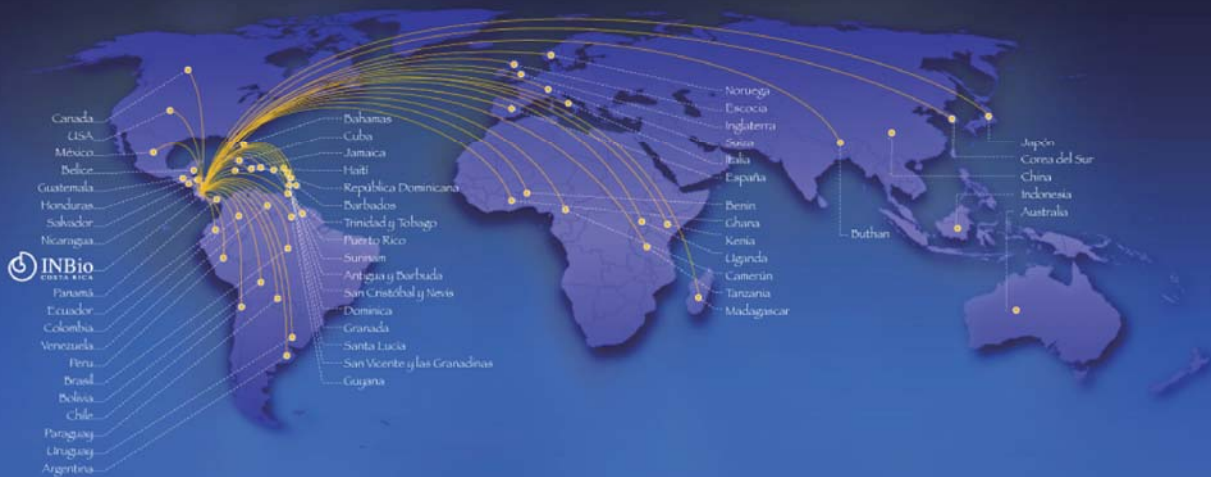 Canada
USA
México
Belice
Guatemala
Honduras
Salvador
Nicaragua
INBio
COSTA RICA
Panamá
Ecuador
Colombia
Venezuela
Peru
Brasil
Bolivia
Chile
Paraguay
Uruguay
Argentina
Bahamas
Cuba
Jamaica
Haití
República Dominicana
Barbados
Trinidad y Tobago
Puerto Rico
Surinam
Antigua y Barbuda
San Cristóbal y Nevis
Dominica
Granada
Santa Lucía
San Vicente y las Granadinas
Guyana
Noruega
Escocia
Inglaterra
Suiza
Italia
España
Benin
Ghana
Kenia
Uganda
Camerún
Tanzania
Madagascar
Buthan
Japón
Corea del Sur
China
Indonesia
Australia